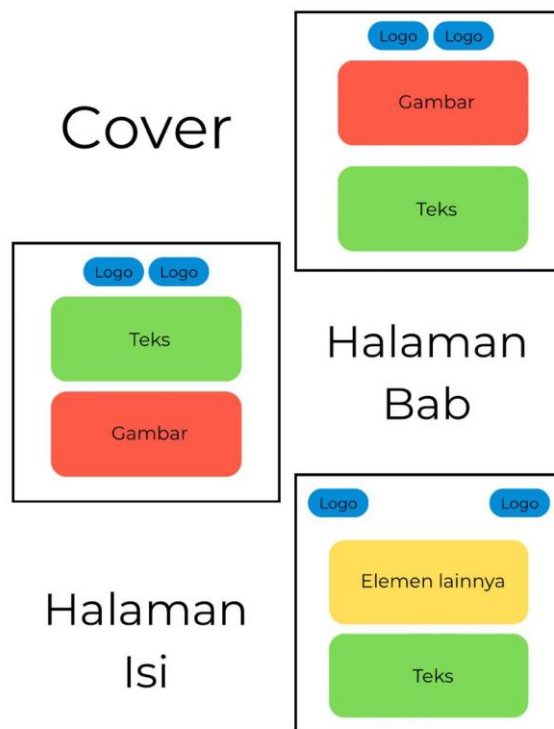 Cover
Logo Logo
Gambar
Teks
Logo Logo
Teks
Gambar
Halaman
Bab
Halaman
Isi
Logo Logo
Elemen lainnya
Teks